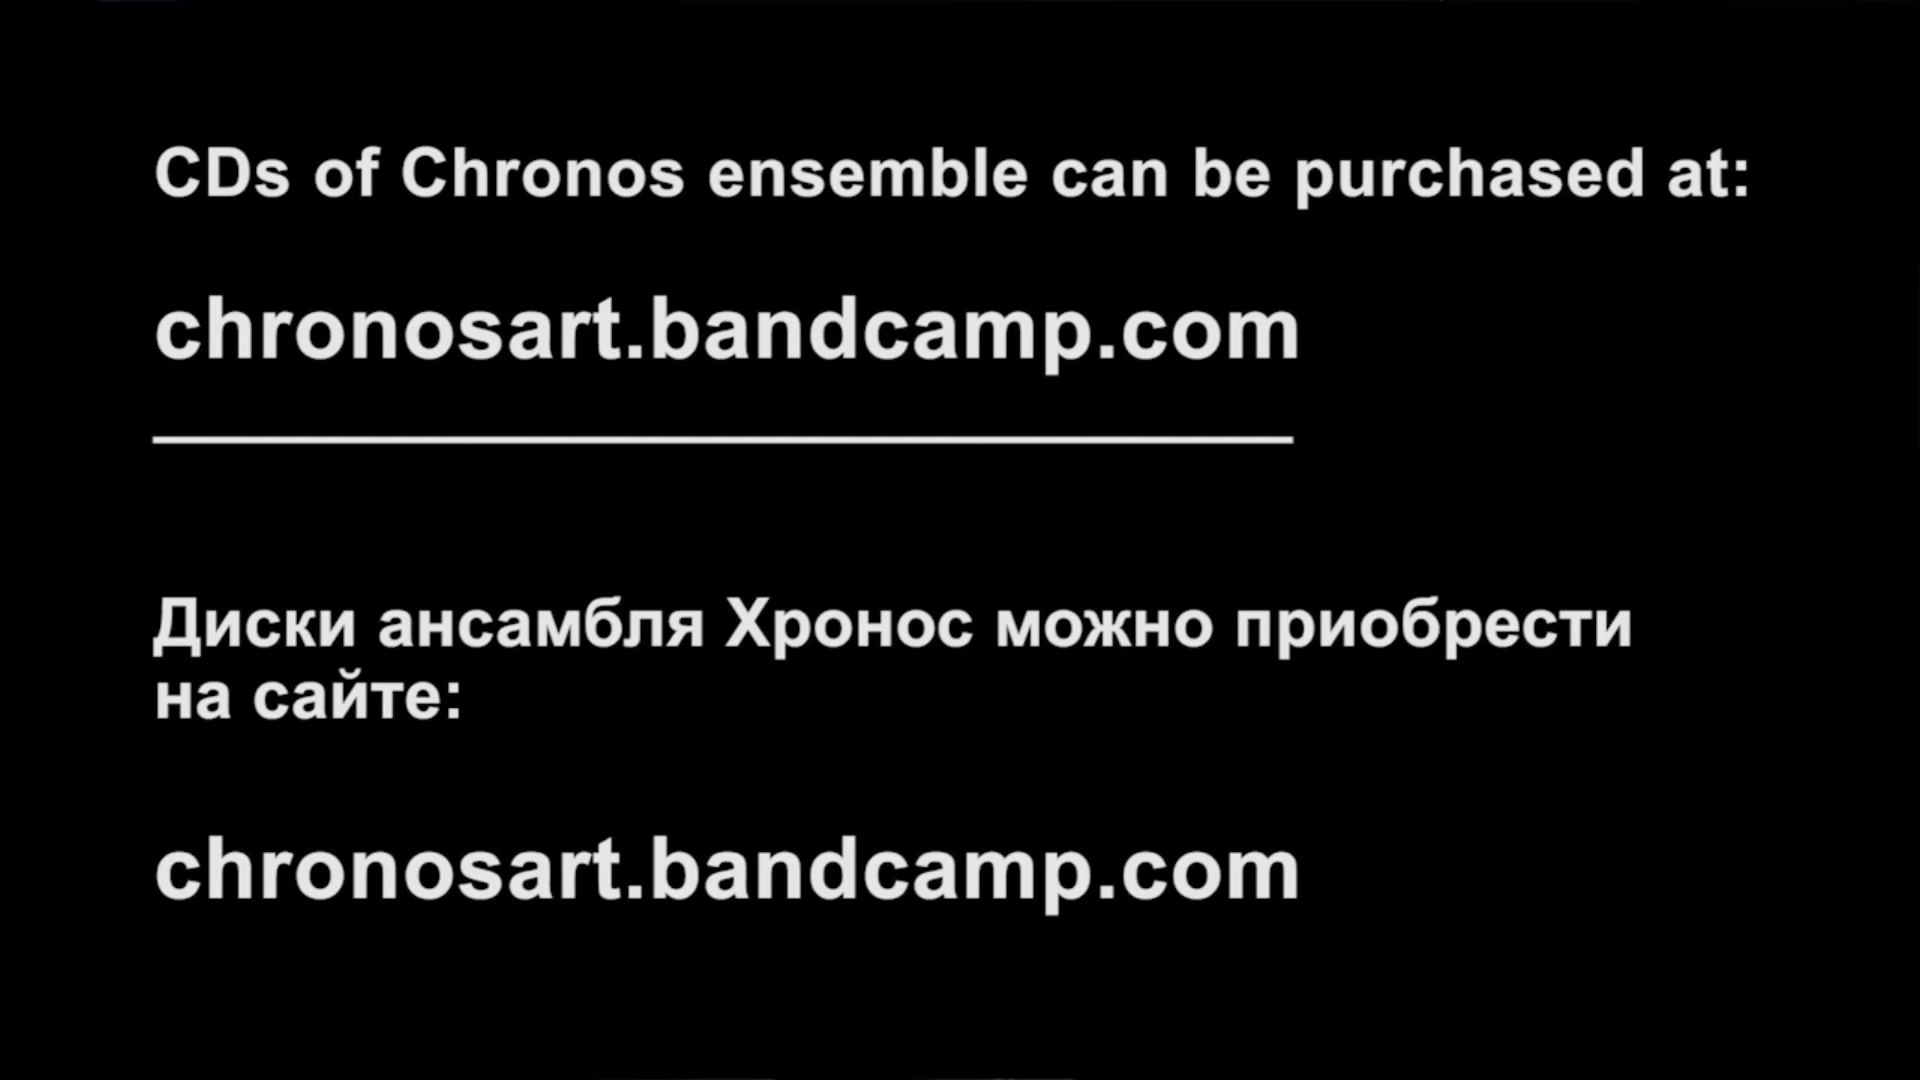 CDs of Chronos ensemble can be purchased at:
chronosart.bandcamp.com
Диски ансамбля Хронос можно приобрести
на сайте:
chronosart.bandcamp.com